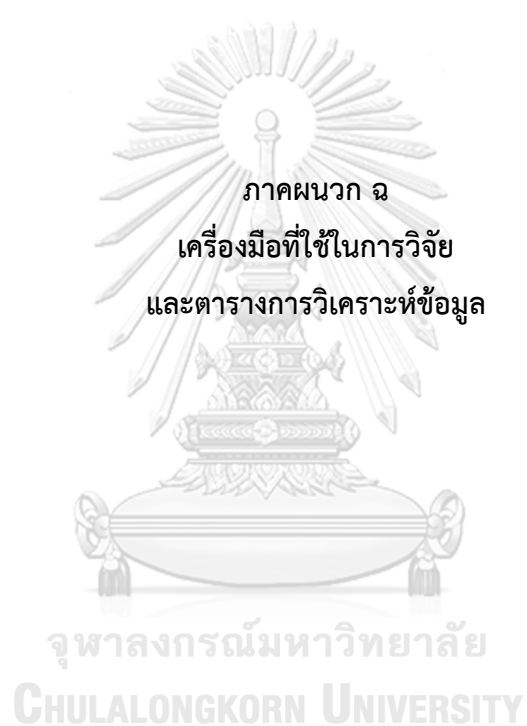 ภาคผนวก ฉ
เครื่องมือที่ใช้ในการวิจัย
และตารางการวิเคราะห์ข้อมูล
จุฬาลงกรณ์มหาวิทยาลัย
CHULALONGKORN UNIVERSITY